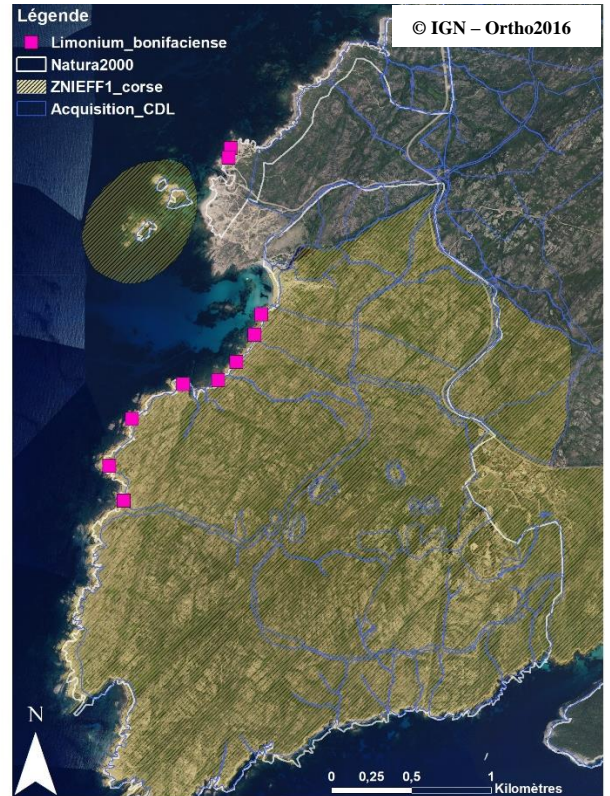 Légende
© IGN – Ortho2016
Limonium_bonifaciense
Natura2000
ZNIEFF1_corse
Acquisition_CDL
N
0 0,25 0,5 1
Kilomètres